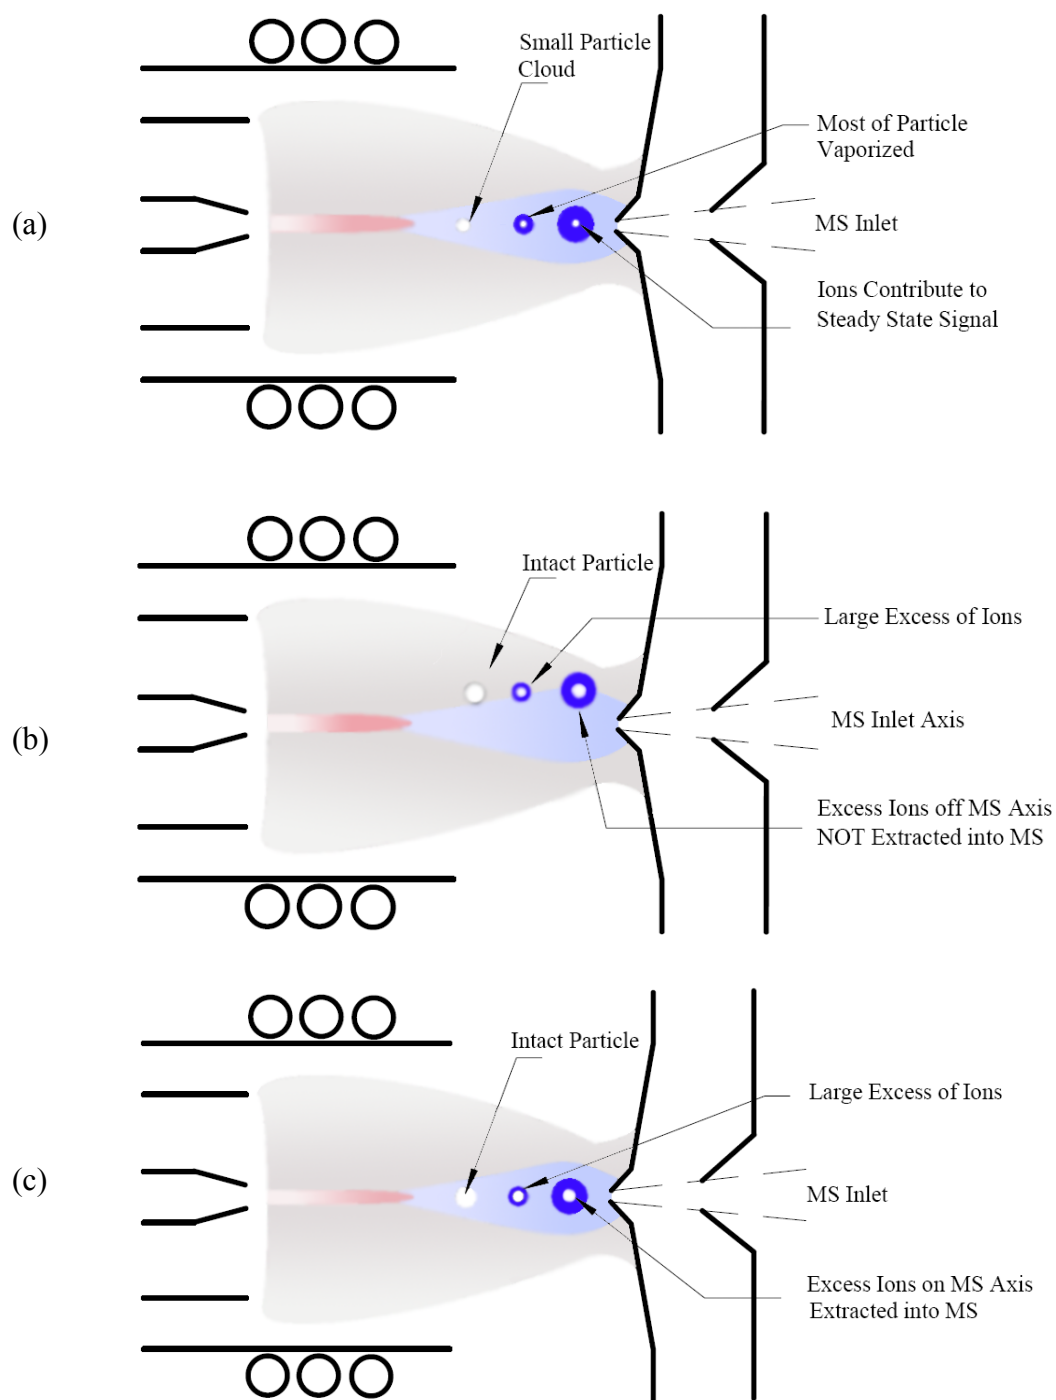 (a)
Small Particle
Cloud
Most of Particle
Vaporized
MS Inlet
Ions Contribute to
Steady State Signal
(b)
Intact Particle
Large Excess of Ions
MS Inlet Axis
Excess Ions off MS Axis
NOT Extracted into MS
(c)
Intact Particle
Large Excess of Ions
MS Inlet
Excess Ions on MS Axis
Extracted into MS